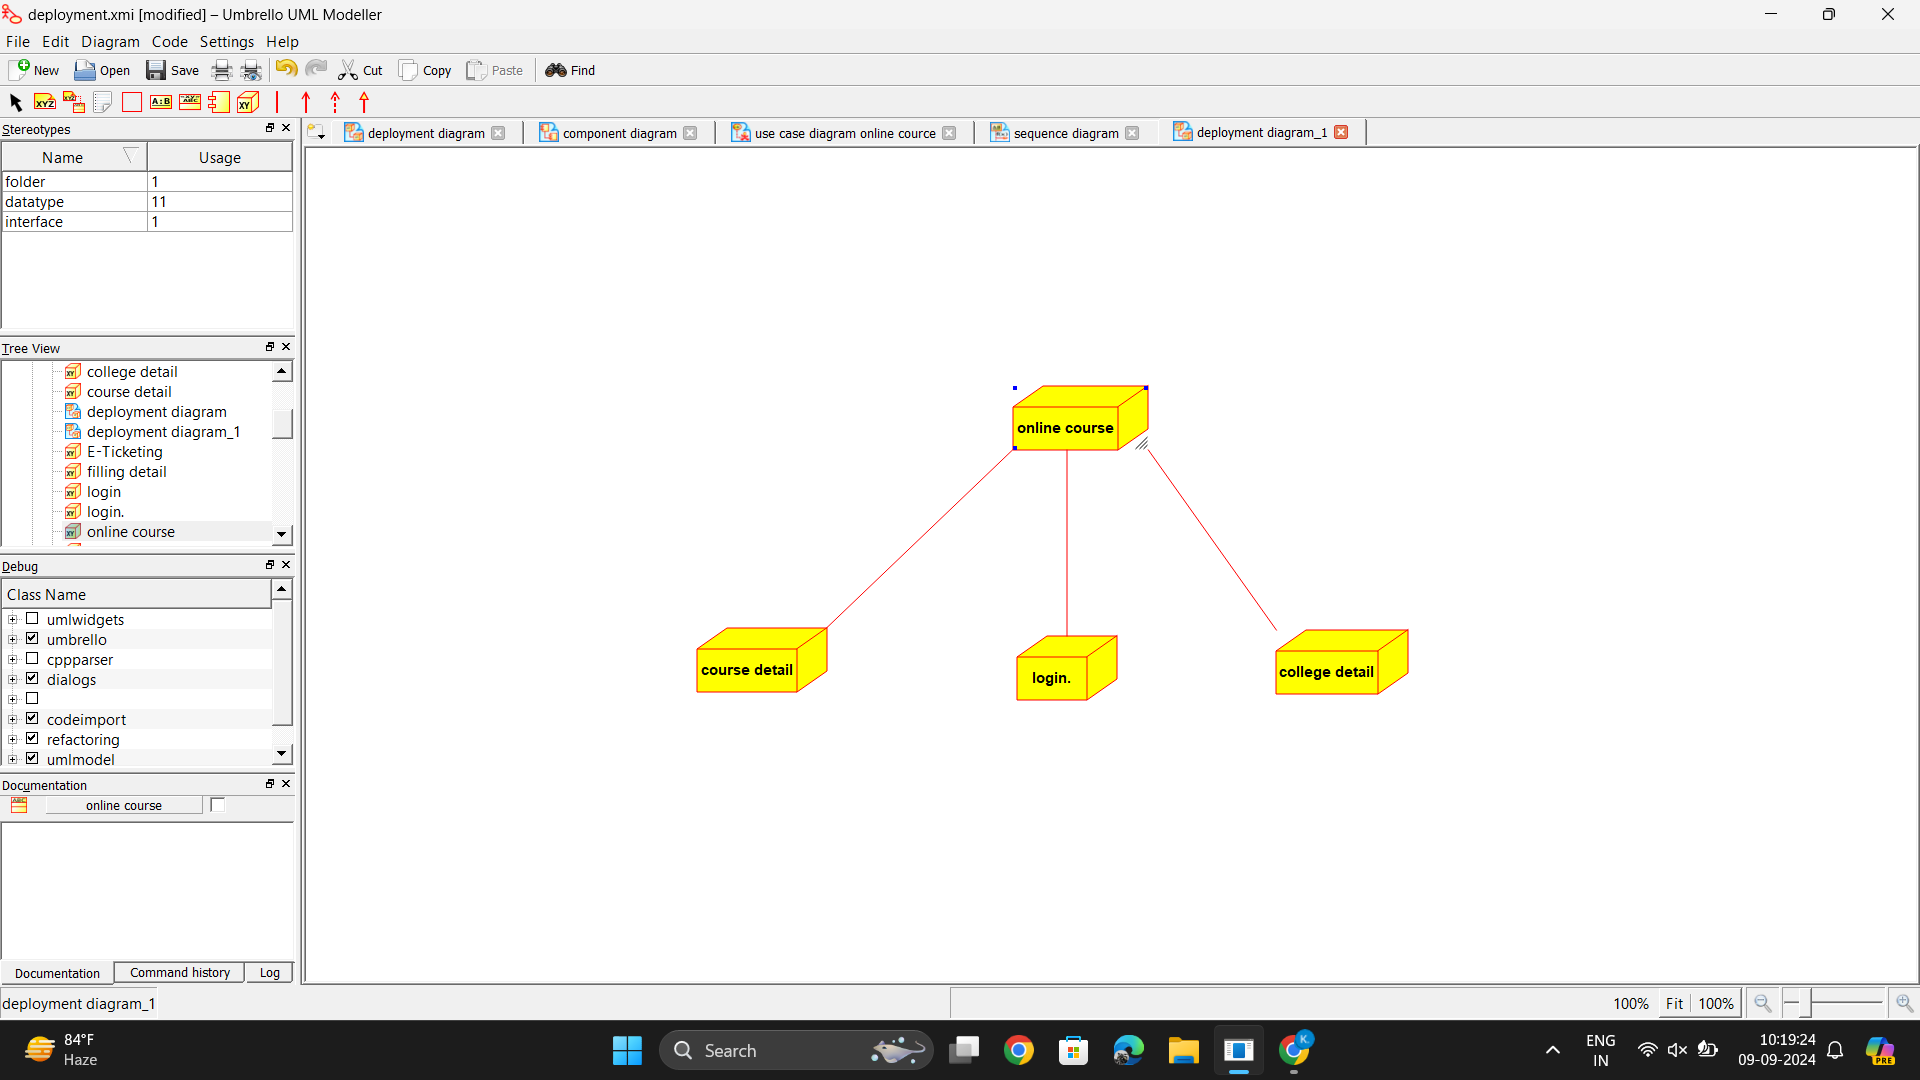 deployment.xmi [modified] – Umbrello UML Modeller
File Edit Diagram Code Settings Help
New Open Save Cut Copy Paste Find
XYZ XYZ A:B ABC XY
Stereotypes
deployment diagram component diagram use case diagram online cource sequence diagram deployment diagram_1
Name Usage
folder 1
datatype 11
interface 1
Tree View
college detail
course detail
deployment diagram
deployment diagram_1
E-Ticketing
filling detail
login
login.
online course
Debug
Class Name
umlwidgets
umbrello
cppparser
dialogs
codeimport
refactoring
umlmodel
Documentation
online course
Documentation Command history Log
online course
course detail
login.
college detail
deployment diagram_1
100% Fit 100%
84°F
Haze
Search
K.
ENG
IN
10:19:24
09-09-2024
PRE